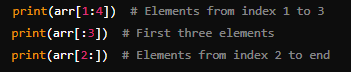 print(arr[1:4])  # Elements from index 1 to 3
print(arr[:3])  # First three elements
print(arr[2:])  # Elements from index 2 to end